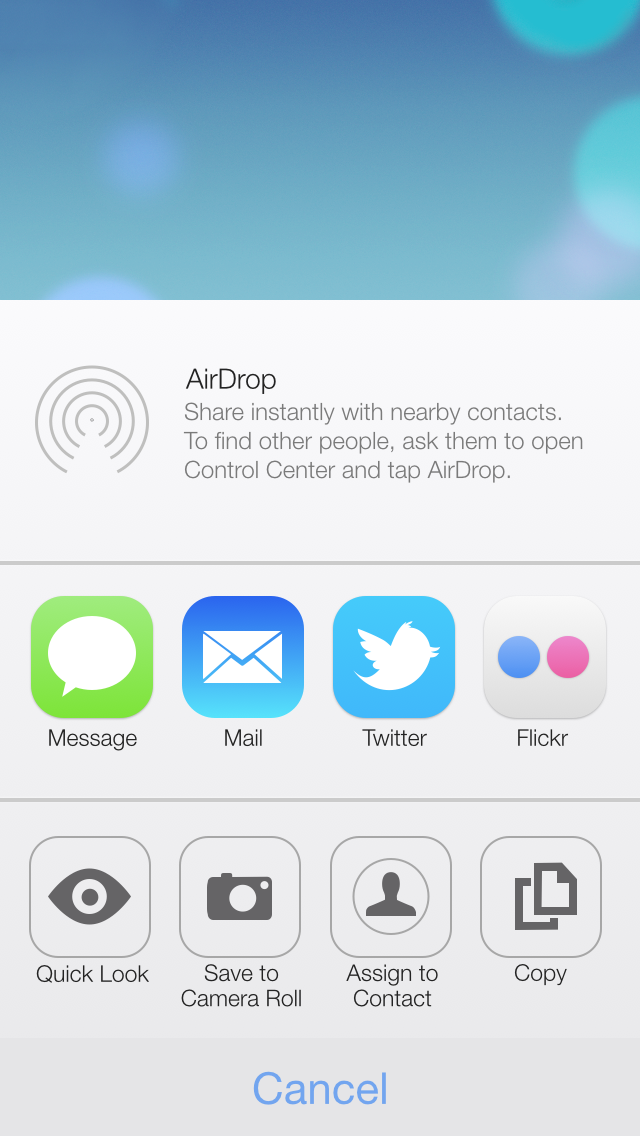 AirDrop
Share instantly with nearby contacts.
To find other people, ask them to open
Control Center and tap AirDrop.
Message
Mail
Twitter
Flickr
Quick Look
Save to
Camera Roll
Assign to
Contact
Copy
Cancel